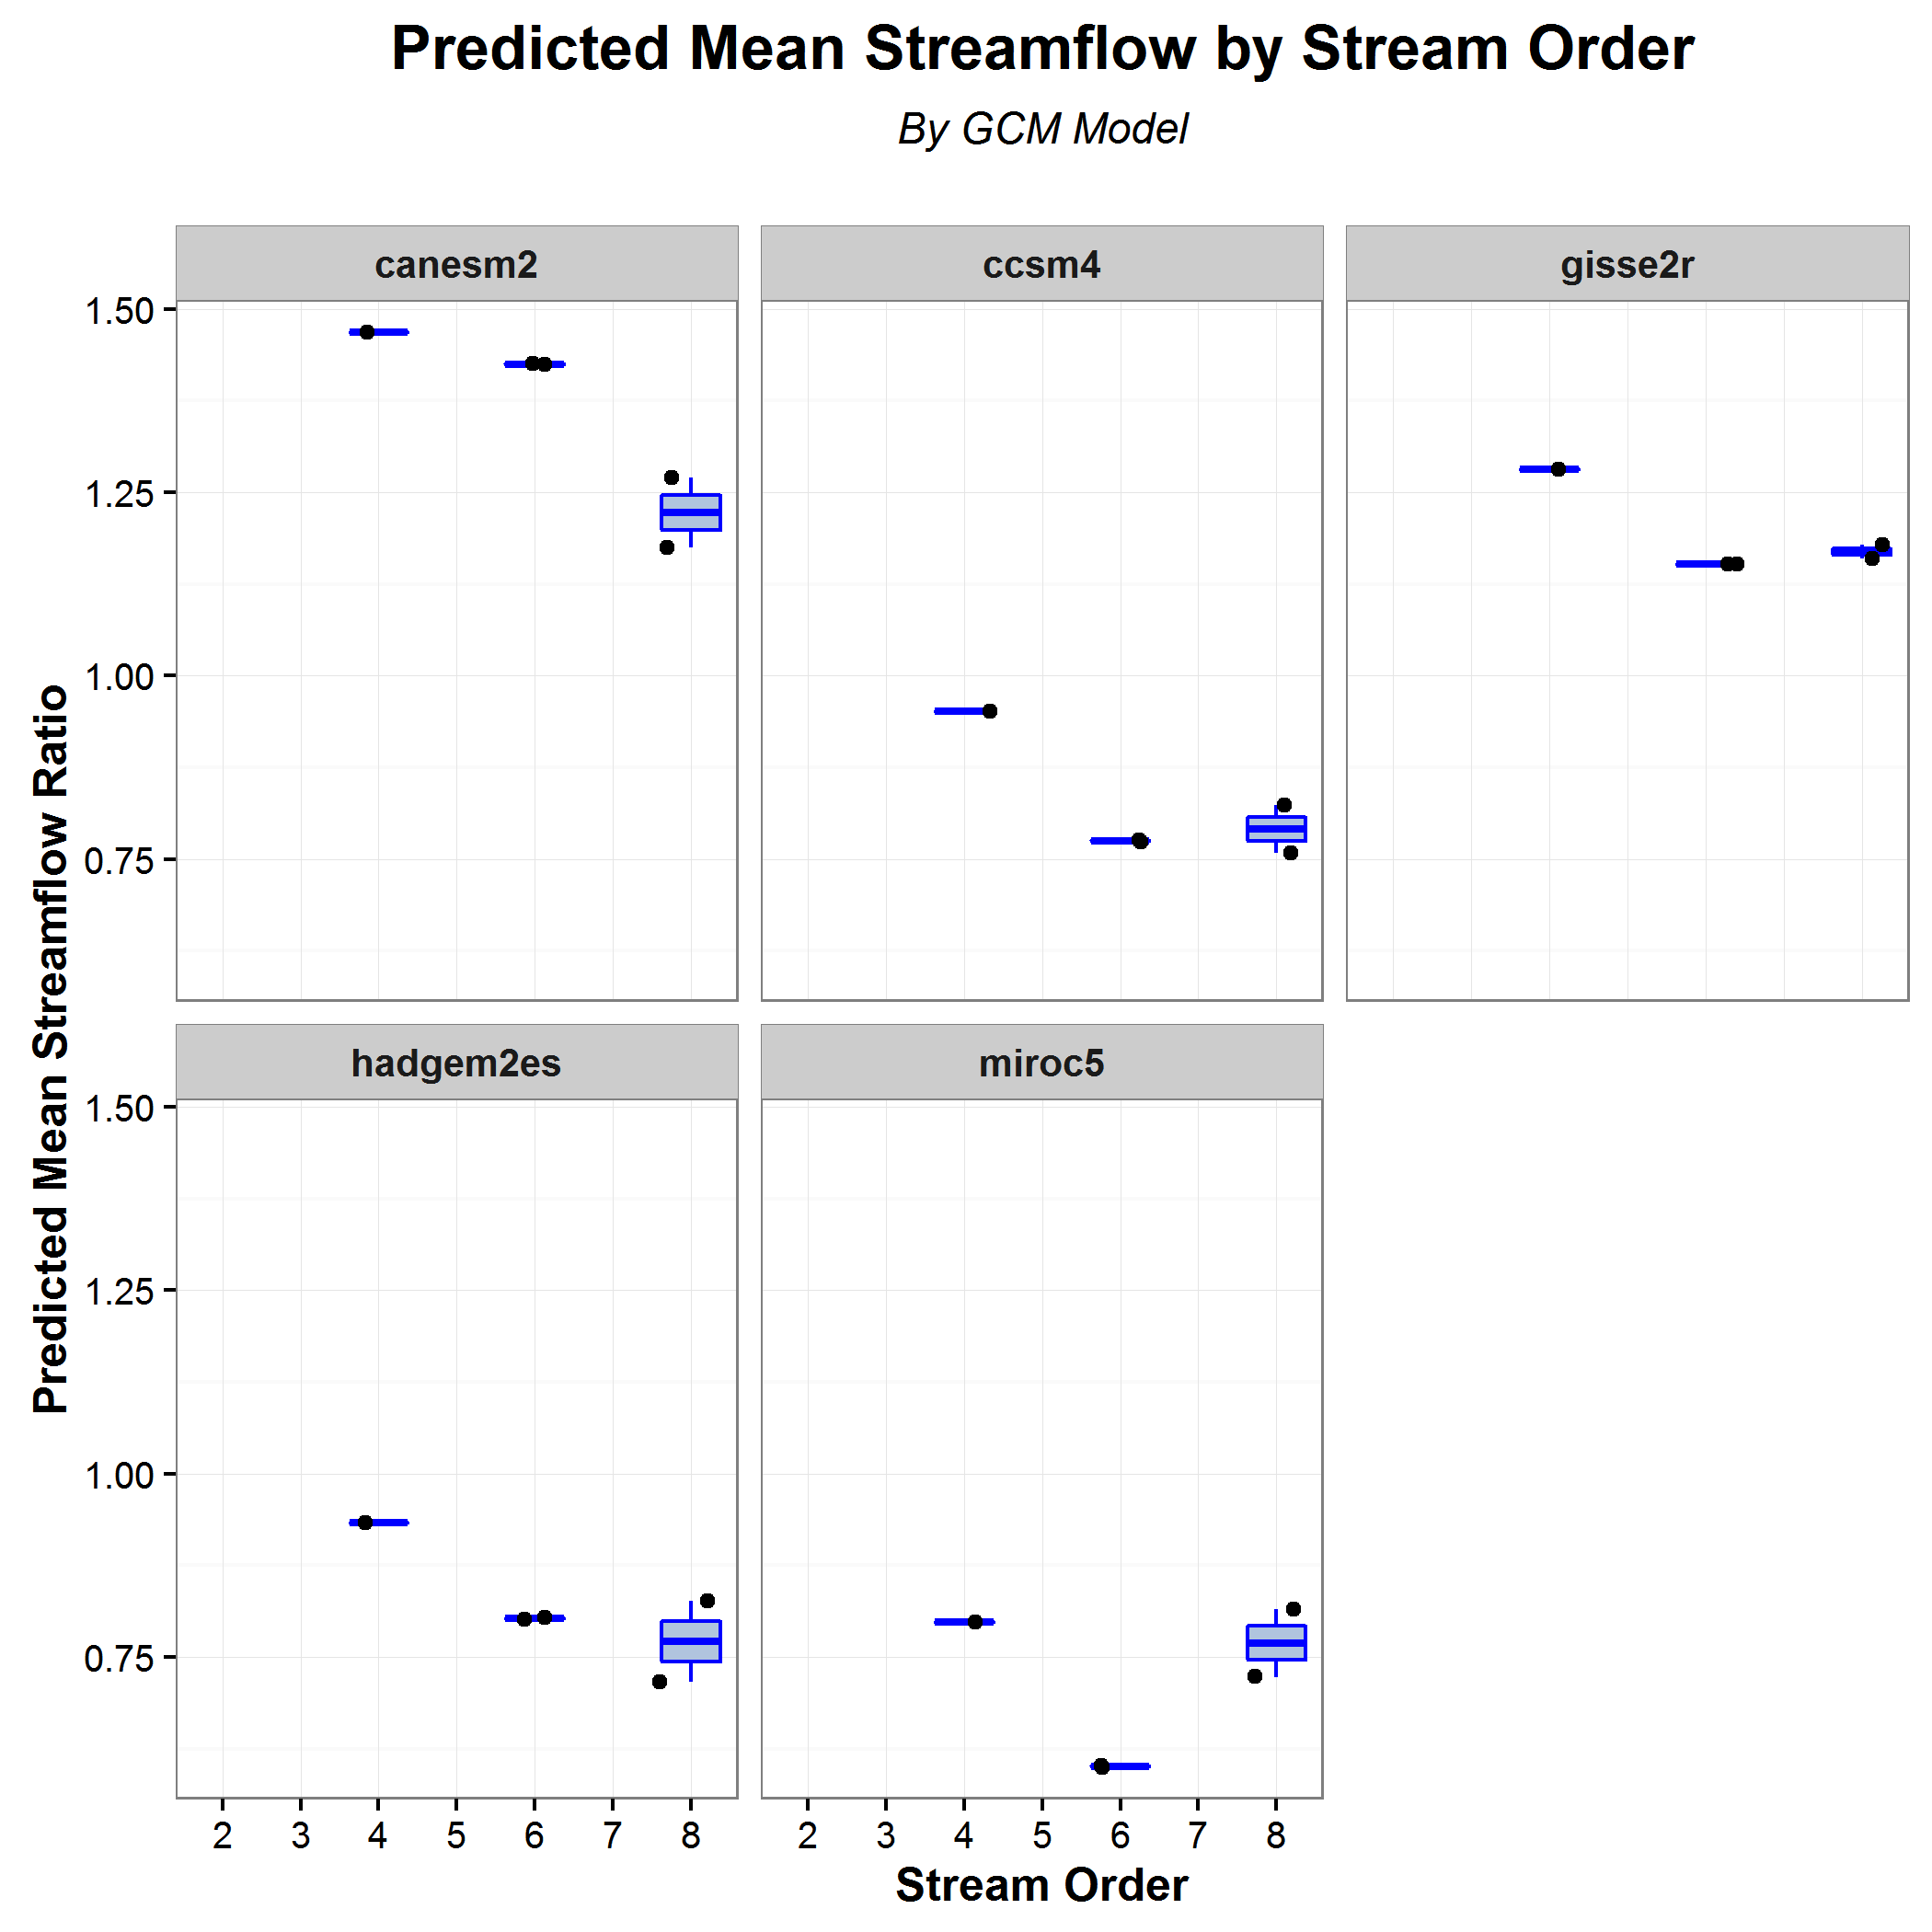 Predicted Mean Streamflow by Stream Order
By GCM Model
canesm2
ccsm4
gisse2r
1.50
1.25
1.00
0.75
Predicted Mean Streamflow Ratio
hadgem2es
miroc5
1.50
1.25
1.00
0.75
2 3 4 5 6 7 8
2 3 4 5 6 7 8
Stream Order